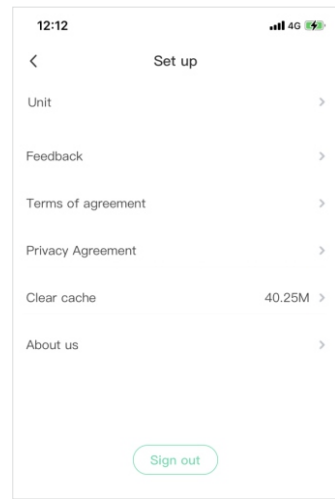 12:12
4G
Set up
Unit
Feedback
Terms of agreement
Privacy Agreement
Clear cache 40.25M
About us
Sign out